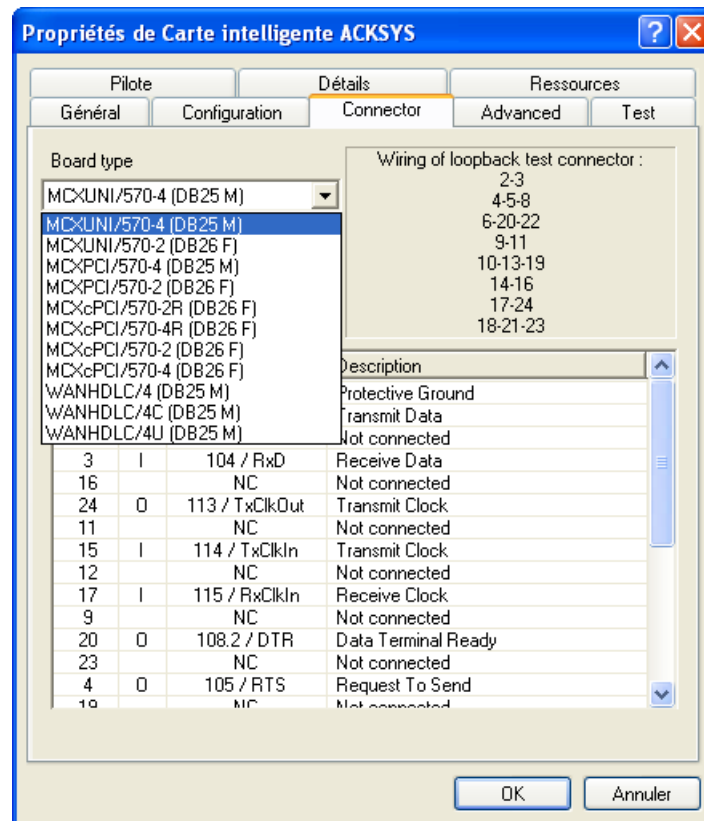 Propriétés de Carte intelligente ACKSYS
Pilote Détails Ressources
Général Configuration Connector Advanced Test
Board type
MCXUNI/570-4 (DB25 M)
MCXUNI/570-4 (DB25 M)
MCXUNI/570-2 (DB26 F)
MCXPCI/570-4 (DB25 M)
MCXPCI/570-2 (DB26 F)
MCXcPCI/570-2R (DB26 F)
MCXcPCI/570-4R (DB26 F)
MCXcPCI/570-2 (DB26 F)
MCXcPCI/570-4 (DB26 F)
WANHDLC/4 (DB25 M)
WANHDLC/4C (DB25 M)
WANHDLC/4U (DB25 M)
Wiring of loopback test connector :
2-3
4-5-8
6-20-22
9-11
10-13-19
14-16
17-24
18-21-23
Description
Protective Ground
Transmit Data
Not connected
3 I 104 / RxD Receive Data
16 NC Not connected
24 O 113 / TxClkOut Transmit Clock
11 NC Not connected
15 I 114 / TxClkIn Transmit Clock
12 NC Not connected
17 I 115 / RxClkIn Receive Clock
9 NC Not connected
20 O 108.2 / DTR Data Terminal Ready
23 NC Not connected
4 O 105 / RTS Request To Send
19 NC Not connected
OK Annuler